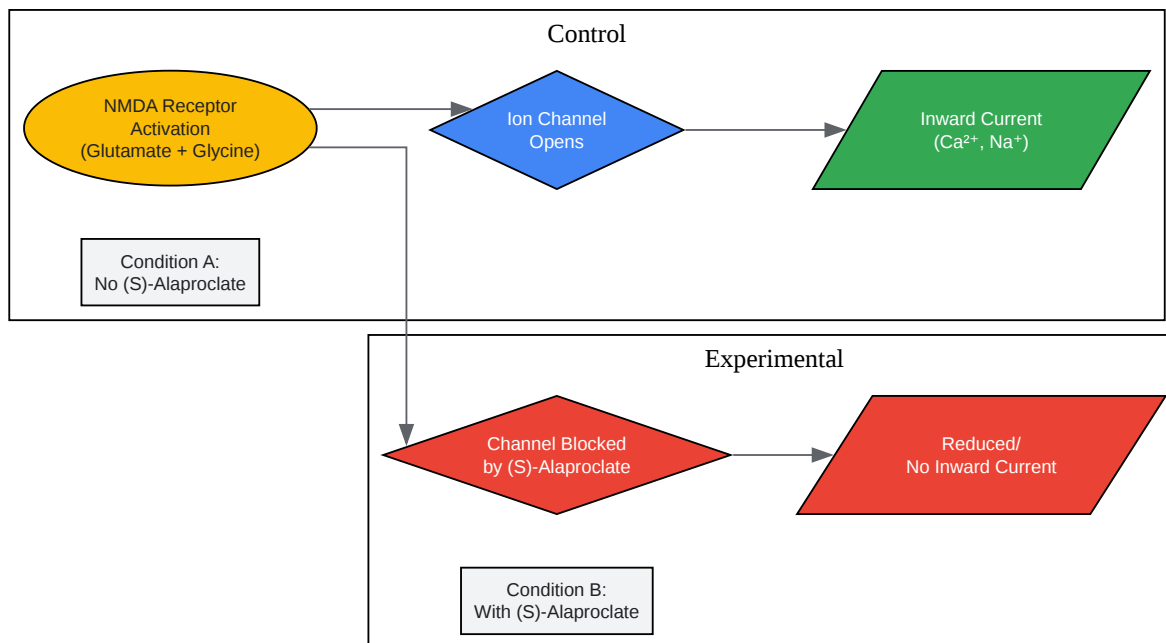 Control
NMDA Receptor
Activation
(Glutamate + Glycine)
Ion Channel
Opens
Inward Current
(Ca²⁺, Na⁺)
Condition A:
No (S)-Alaproclate
Experimental
Channel Blocked
by (S)-Alaproclate
Reduced/
No Inward Current
Condition B:
With (S)-Alaproclate